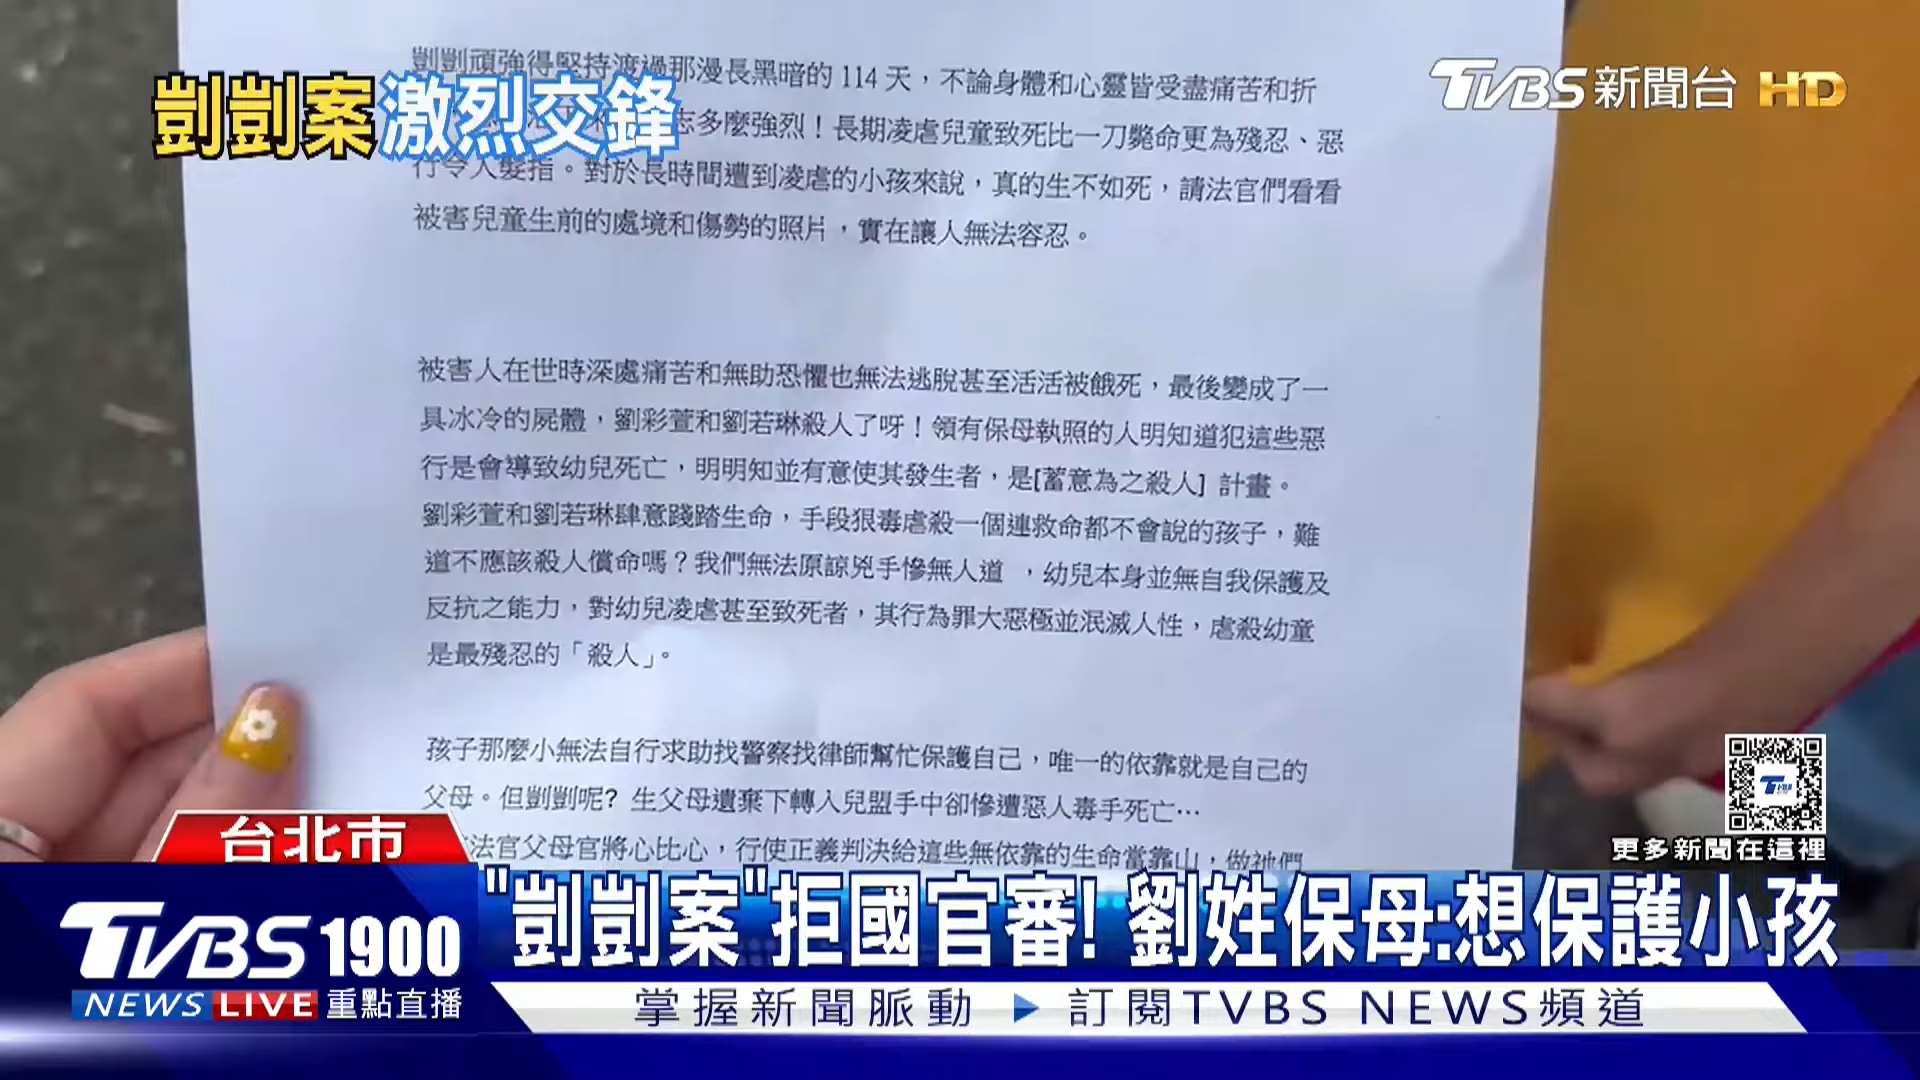 剴剴頑強得堅持渡過那漫長黑暗的114天，不論身體和心靈皆受盡痛苦和折
志多麼強烈！長期凌虐兒童致死比一刀斃命更為殘忍、惡
行令人髮指。對於長時間遭到凌虐的小孩來說，真的生不如死，請法官們看看
被害兒童生前的處境和傷勢的照片，實在讓人無法容忍。
剴剴案激烈交鋒
TVBS新聞台 HD
被害人在世時深處痛苦和無助恐懼也無法逃脫甚至活活被餓死，最後變成了一
具冰冷的屍體，劉彩萱和劉若琳殺人了呀！領有保母執照的人明知道犯這些惡
行是會導致幼兒死亡，明明知並有意使其發生者，是[蓄意為之殺人] 計畫。
劉彩萱和劉若琳肆意踐踏生命，手段狠毒虐殺一個連救命都不會說的孩子，難
道不應該殺人償命嗎？我們無法原諒兇手慘無人道 ，幼兒本身並無自我保護及
反抗之能力，對幼兒凌虐甚至致死者，其行為罪大惡極並泯滅人性，虐殺幼童
是最殘忍的「殺人」。
孩子那麼小無法自行求助找警察找律師幫忙保護自己，唯一的依靠就是自己的
父母。但剴剴呢? 生父母遺棄下轉入兒盟手中卻慘遭惡人毒手死亡…
法官父母官將心比心，行使正義判決給這些無依靠的生命當靠山，做祂們
更多新聞在這裡
台北市
"剴剴案"拒國官審! 劉姓保母:想保護小孩
TVBS 1900
NEWS LIVE 重點直播
掌握新聞脈動 ▶ 訂閱TVBS NEWS頻道